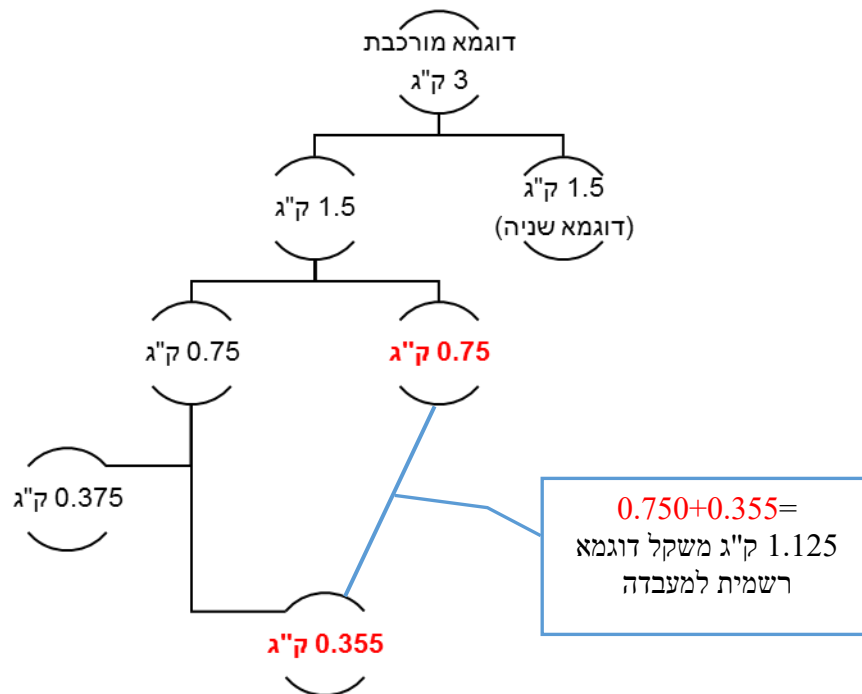 דוגמא מורכבת
3 ק"ג
1.5 ק"ג
(דוגמא שניה)
1.5 ק"ג
0.75 ק"ג
0.75 ק"ג
0.375 ק"ג
0.355 ק"ג
0.750+0.355=
1.125 ק"ג משקל דוגמא
רשמית למעבדה